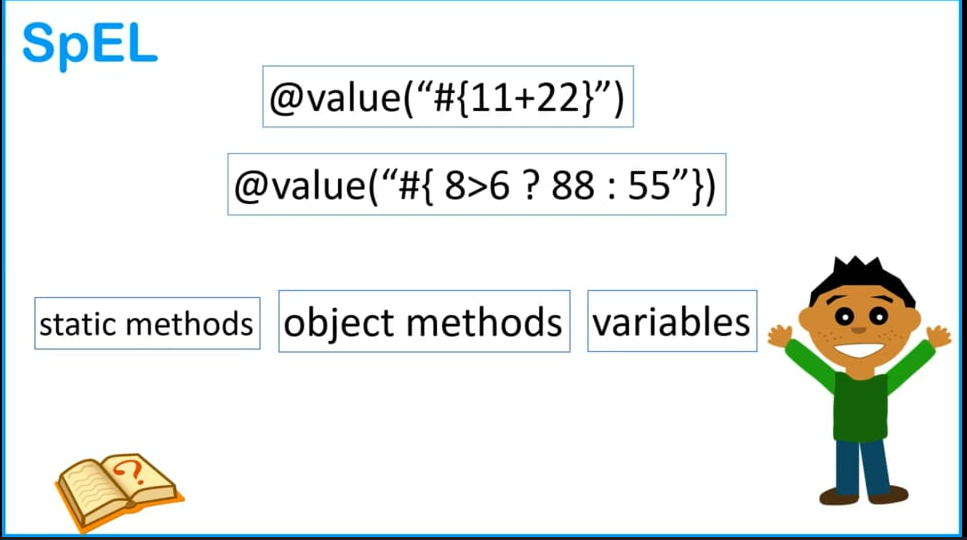 SpEL
@value(“#{11+22}”)
@value(“#{ 8>6 ? 88 : 55”})
static methods
object methods
variables
?